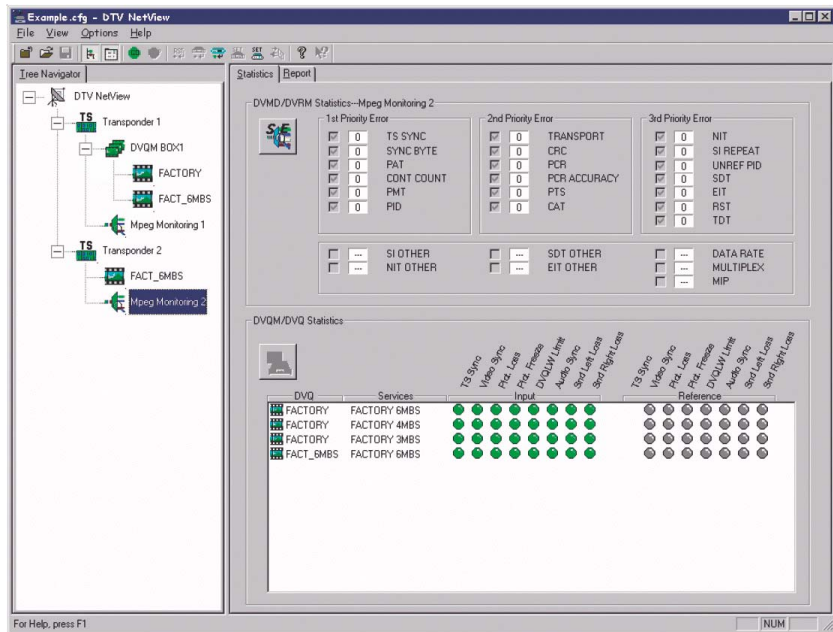 Example.cfg - DTV NetView
File View Options Help
SET
Tree Navigator
Statistics Report
DTV NetView
TS Transponder 1
DVQM BOX1
FACTORY
FACT_6MBS
Mpeg Monitoring 1
TS Transponder 2
FACT_6MBS
Mpeg Monitoring 2
DVMD/DVRM Statistics---Mpeg Monitoring 2
1st Priority Error 2nd Priority Error 3rd Priority Error
0 TS SYNC 0 TRANSPORT 0 NIT
0 SYNC BYTE 0 CRC 0 SI REPEAT
0 PAT 0 PCR 0 UNREF PID
0 CONT COUNT 0 PCR ACCURACY 0 SDT
0 PMT 0 PTS 0 EIT
0 PID 0 CAT 0 RST
0 TDT
... SI OTHER ... SDT OTHER ... DATA RATE
... NIT OTHER ... EIT OTHER ... MULTIPLEX
... MIP
DVQM/DVQ Statistics
TS Sync Video Sync Pict. Loss Pict. Freeze DVQLW Limit Audio Sync Snd Left Loss Snd Right Loss TS Sync Video Sync Pict. Loss Pict. Freeze DVQLW Limit Audio Sync Snd Left Loss Snd Right Loss
DVQ Services Input Reference
FACTORY FACTORY 6MBS
FACTORY FACTORY 4MBS
FACTORY FACTORY 3MBS
FACT_6MBS FACTORY 6MBS
For Help, press F1 NUM